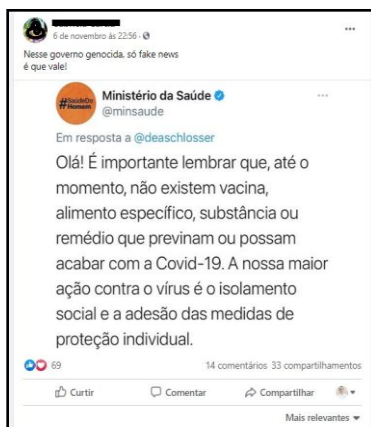 6 de novembro às 22:56 ·
Nesse governo genocida, só fake news
é que vale!
#SaúdeDo
Homem
Ministério da Saúde
@minsaude
Em resposta a @deaschlosser
Olá! É importante lembrar que, até o
momento, não existem vacina,
alimento específico, substância ou
remédio que previnam ou possam
acabar com a Covid-19. A nossa maior
ação contra o vírus é o isolamento
social e a adesão das medidas de
proteção individual.
69 14 comentários 33 compartilhamentos
Curtir Comentar Compartilhar
Mais relevantes